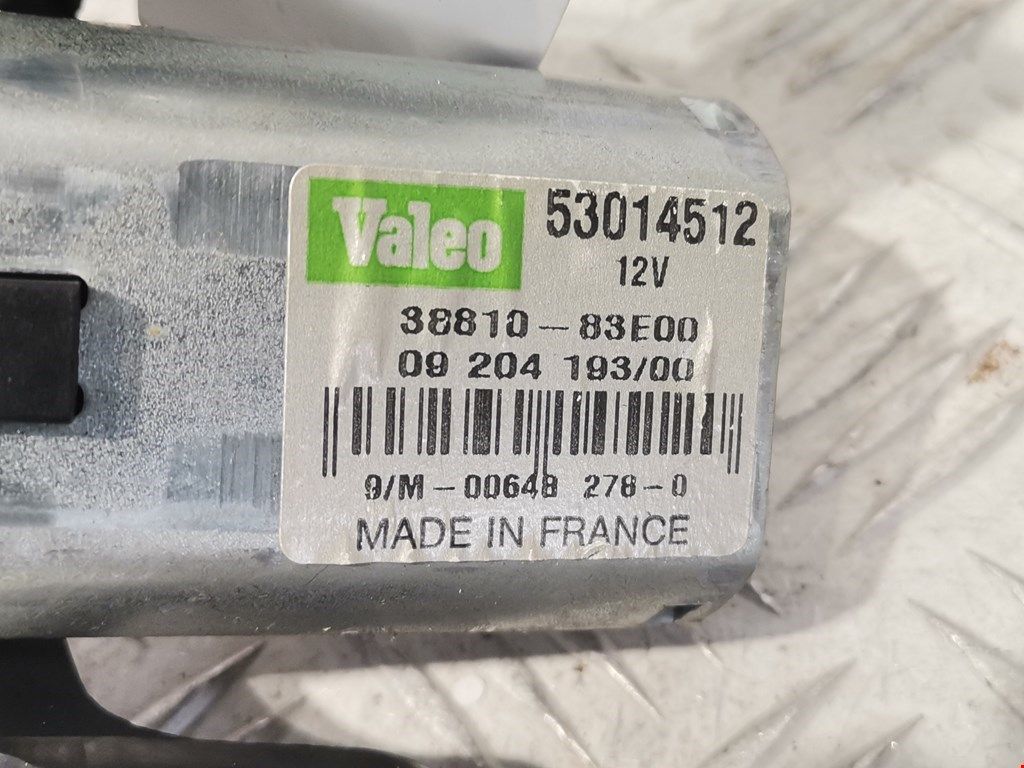 Valeo 53014512
12V
38810-83E00
09 204 193/00
9/M-00648 278-0
MADE IN FRANCE